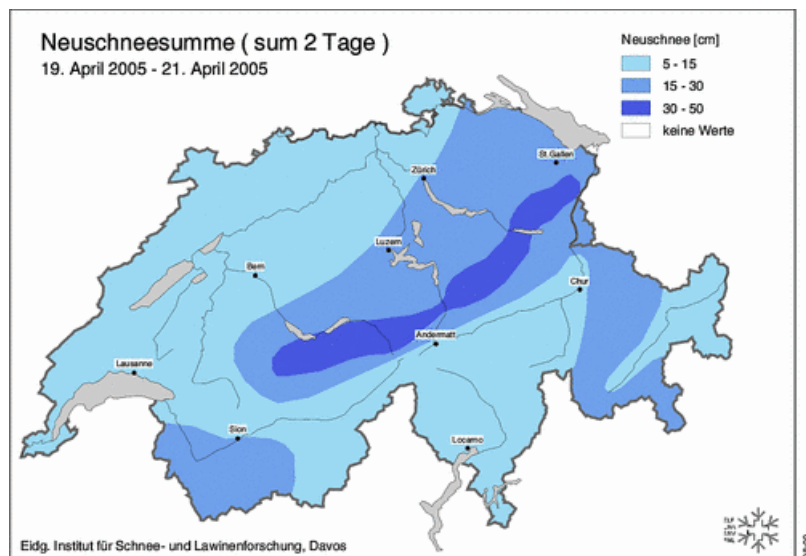 Neuschneesumme ( sum 2 Tage )
19. April 2005 - 21. April 2005
Neuschnee [cm]
5 - 15
15 - 30
30 - 50
keine Werte
St.Gallen
Zürich
Luzern
Bern
Chur
Andermatt
Lausanne
Sion
Locarno
Eidg. Institut für Schnee- und Lawinenforschung, Davos